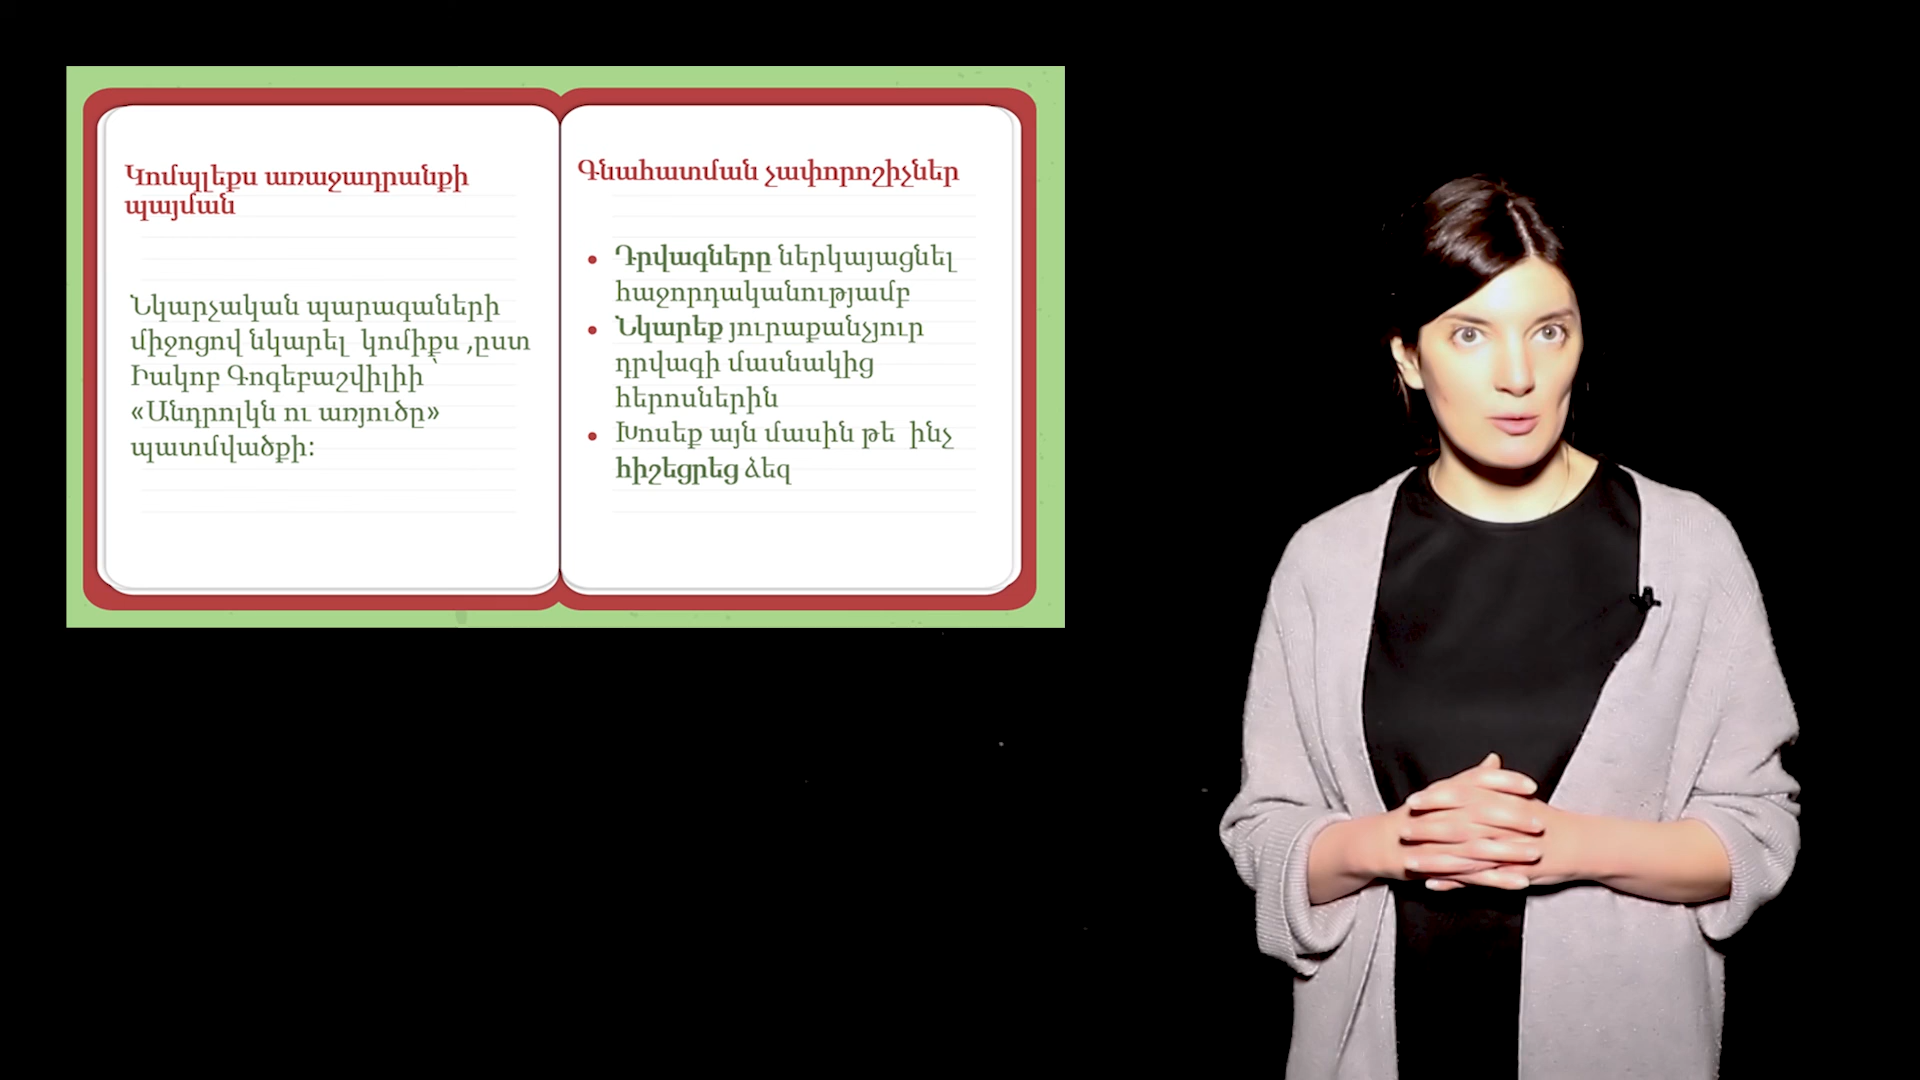 Կոմպլեքս առաջադրանքի
պայման
Նկարչական պարագաների
միջոցով նկարել  կոմիքս ,ըստ
Իակոբ Գոգեբաշվիլիի ՝
«Անդրոլկն ու առյուծը»
պատմվածքի:
Գնահատման չափորոշիչներ
• Դրվագները ներկայացնել
հաջորդականությամբ
• Նկարեք յուրաքանչյուր
դրվագի մասնակից
հերոսներին
• Խոսեք այն մասին թե  ինչ
հիշեցրեց ձեզ